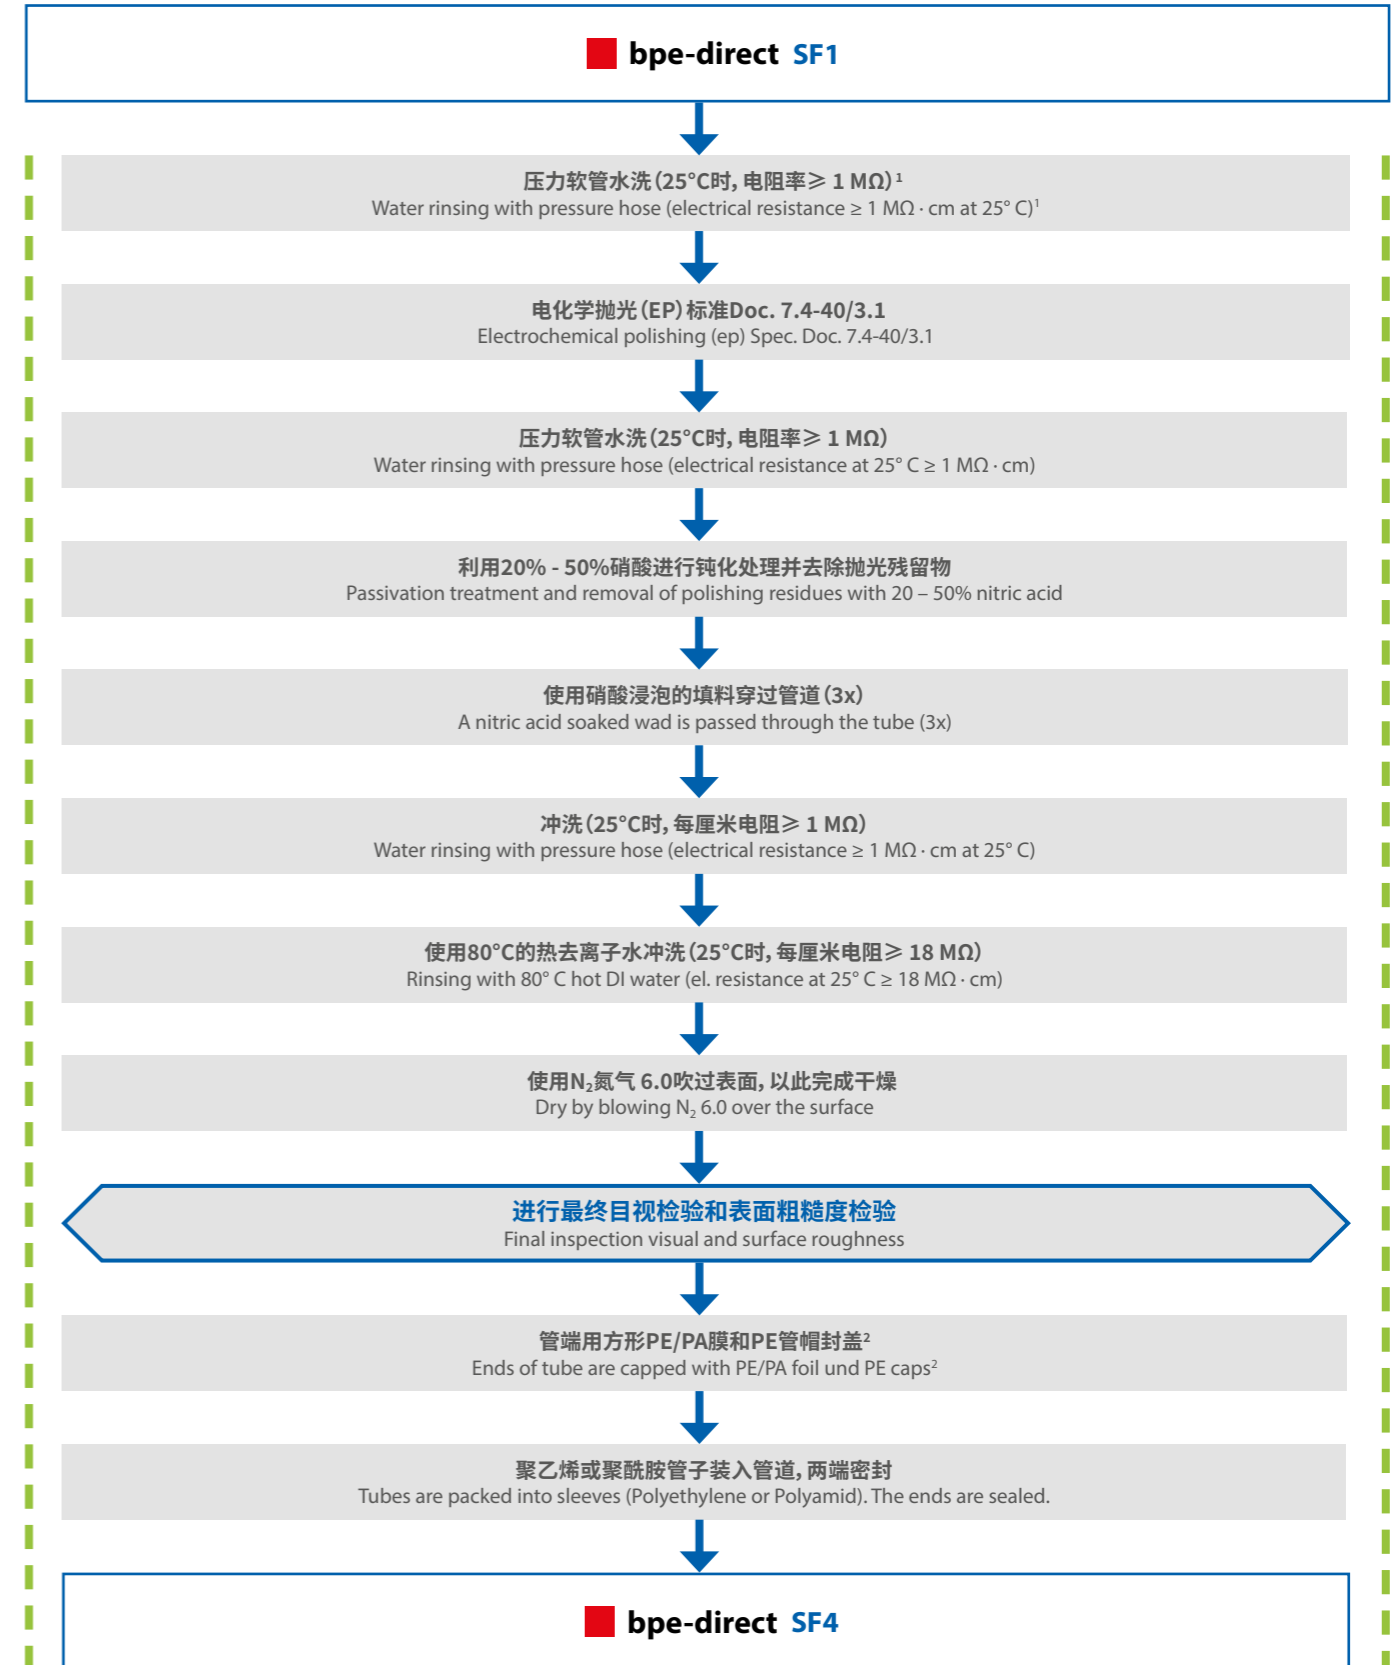 bpe-direct SF1
压力软管水洗（25°C时，电阻率≥ 1 MΩ）¹
Water rinsing with pressure hose (electrical resistance ≥ 1 MΩ · cm at 25° C)¹
电化学抛光（EP）标准Doc. 7.4-40/3.1
Electrochemical polishing (ep) Spec. Doc. 7.4-40/3.1
压力软管水洗（25°C时，电阻率≥ 1 MΩ）
Water rinsing with pressure hose (electrical resistance at 25° C ≥ 1 MΩ · cm)
利用20% - 50%硝酸进行钝化处理并去除抛光残留物
Passivation treatment and removal of polishing residues with 20 – 50% nitric acid
使用硝酸浸泡的填料穿过管道（3x）
A nitric acid soaked wad is passed through the tube (3x)
冲洗（25°C时，每厘米电阻≥ 1 MΩ）
Water rinsing with pressure hose (electrical resistance ≥ 1 MΩ · cm at 25° C)
使用80°C的热去离子水冲洗（25°C时，每厘米电阻≥ 18 MΩ）
Rinsing with 80° C hot DI water (el. resistance at 25° C ≥ 18 MΩ · cm)
使用N₂氮气 6.0吹过表面，以此完成干燥
Dry by blowing N₂ 6.0 over the surface
进行最终目视检验和表面粗糙度检验
Final inspection visual and surface roughness
管端用方形PE/PA膜和PE管帽封盖²
Ends of tube are capped with PE/PA foil und PE caps²
聚乙烯或聚酰胺管子装入管道，两端密封
Tubes are packed into sleeves (Polyethylene or Polyamid). The ends are sealed.
bpe-direct SF4